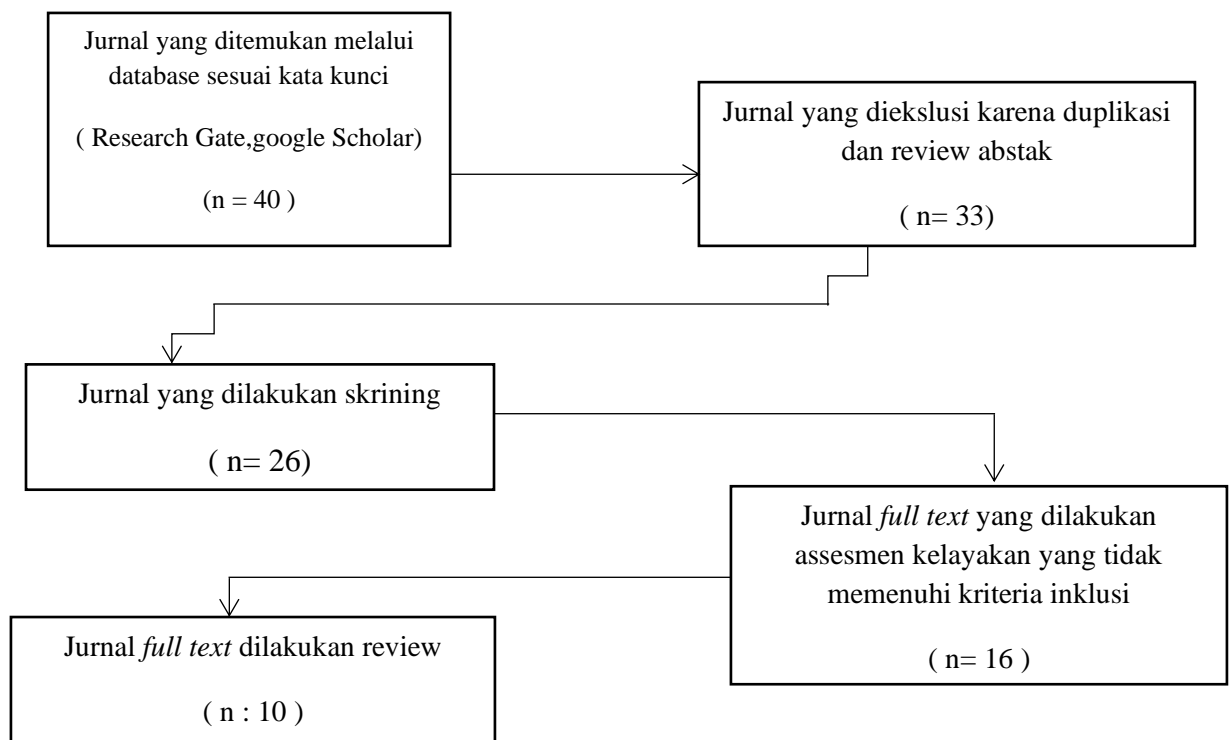 Jurnal yang ditemukan melalui
database sesuai kata kunci
( Research Gate,google Scholar)
(n = 40 )
Jurnal yang diekslusi karena duplikasi
dan review abstak
( n= 33)
Jurnal yang dilakukan skrining
( n= 26)
Jurnal full text yang dilakukan
assesmen kelayakan yang tidak
memenuhi kriteria inklusi
( n= 16 )
Jurnal full text dilakukan review
( n : 10 )